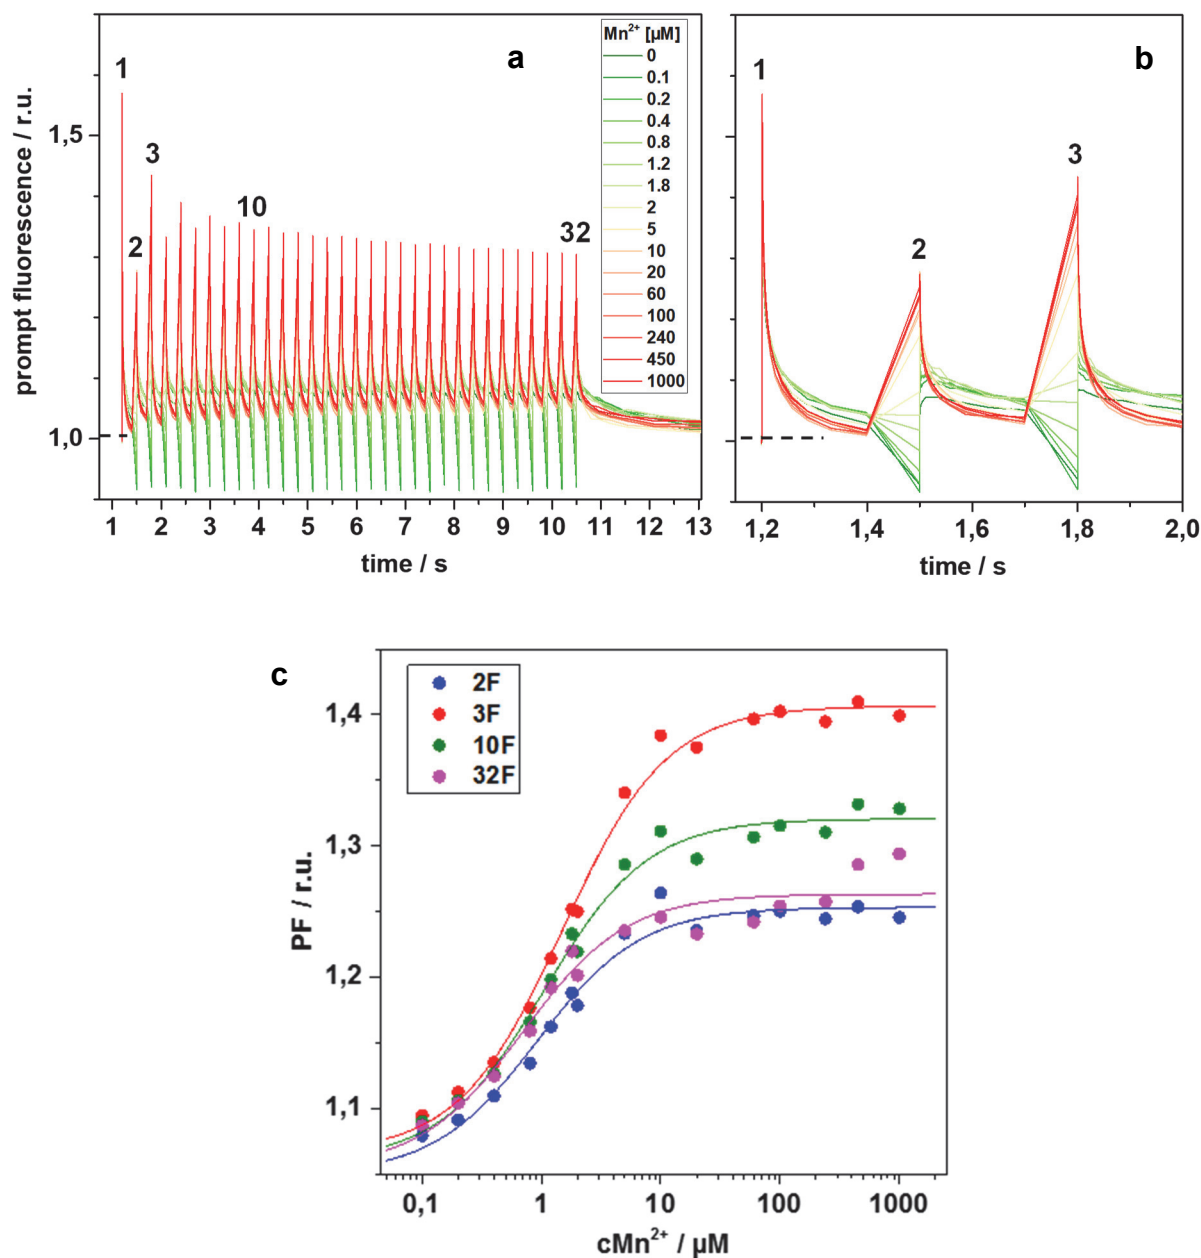 a
1
3
10
2
32
Mn²⁺ [µM]
0
0.1
0.2
0.4
0.8
1.2
1.8
2
5
10
20
60
100
240
450
1000
1,5
1,0
prompt fluorescence / r.u.
1 2 3 4 5 6 7 8 9 10 11 12 13
time / s
b
1
3
2
1,2 1,4 1,6 1,8 2,0
time / s
c
2F
3F
10F
32F
1,4
1,3
1,2
1,1
PF / r.u.
0,1 1 10 100 1000
cMn²⁺ / µM